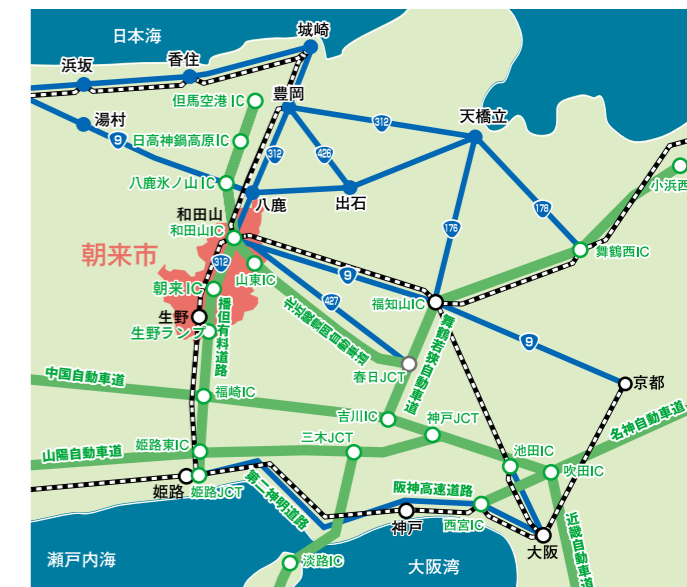 日本海
城崎
浜坂
香住
豊岡
但馬空港IC
湯村
9
日高神鍋高原IC
312
天橋立
312
426
八鹿氷ノ山IC
八鹿
出石
小浜西
和田山
和田山IC
176
178
舞鶴西IC
朝来市
312
山東IC
9
朝来IC
427
福知山IC
生野
生野ランプ
播但有料道路
北近畿豊岡自動車道
舞鶴若狭自動車道
9
春日JCT
中国自動車道
福崎IC
京都
吉川IC
神戸JCT
名神自動車道
三木JCT
姫路東IC
山陽自動車道
池田IC
吹田IC
姫路
姫路JCT
第二神明道路
阪神高速道路
神戸
西宮IC
近畿自動車道
大阪
瀬戸内海
淡路IC
大阪湾